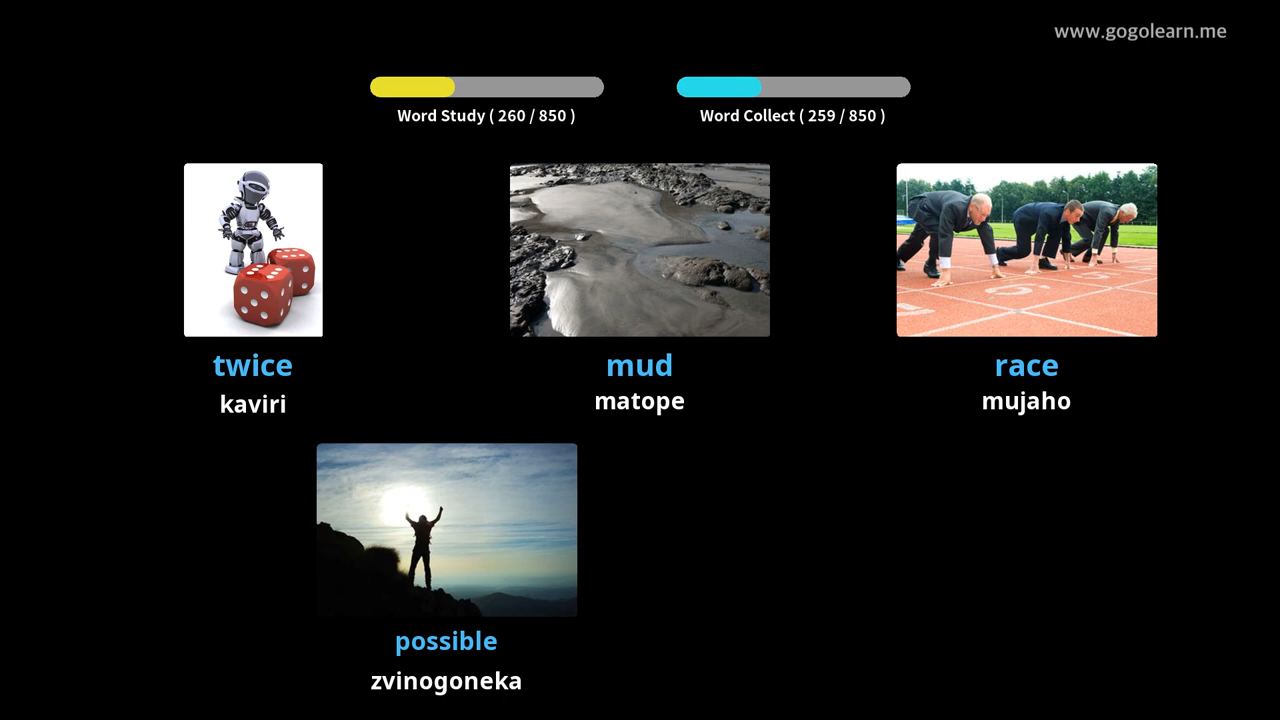 www.gogolearn.me
Word Study ( 260 / 850 )
Word Collect ( 259 / 850 )
twice
kaviri
mud
matope
race
mujaho
possible
zvinogoneka